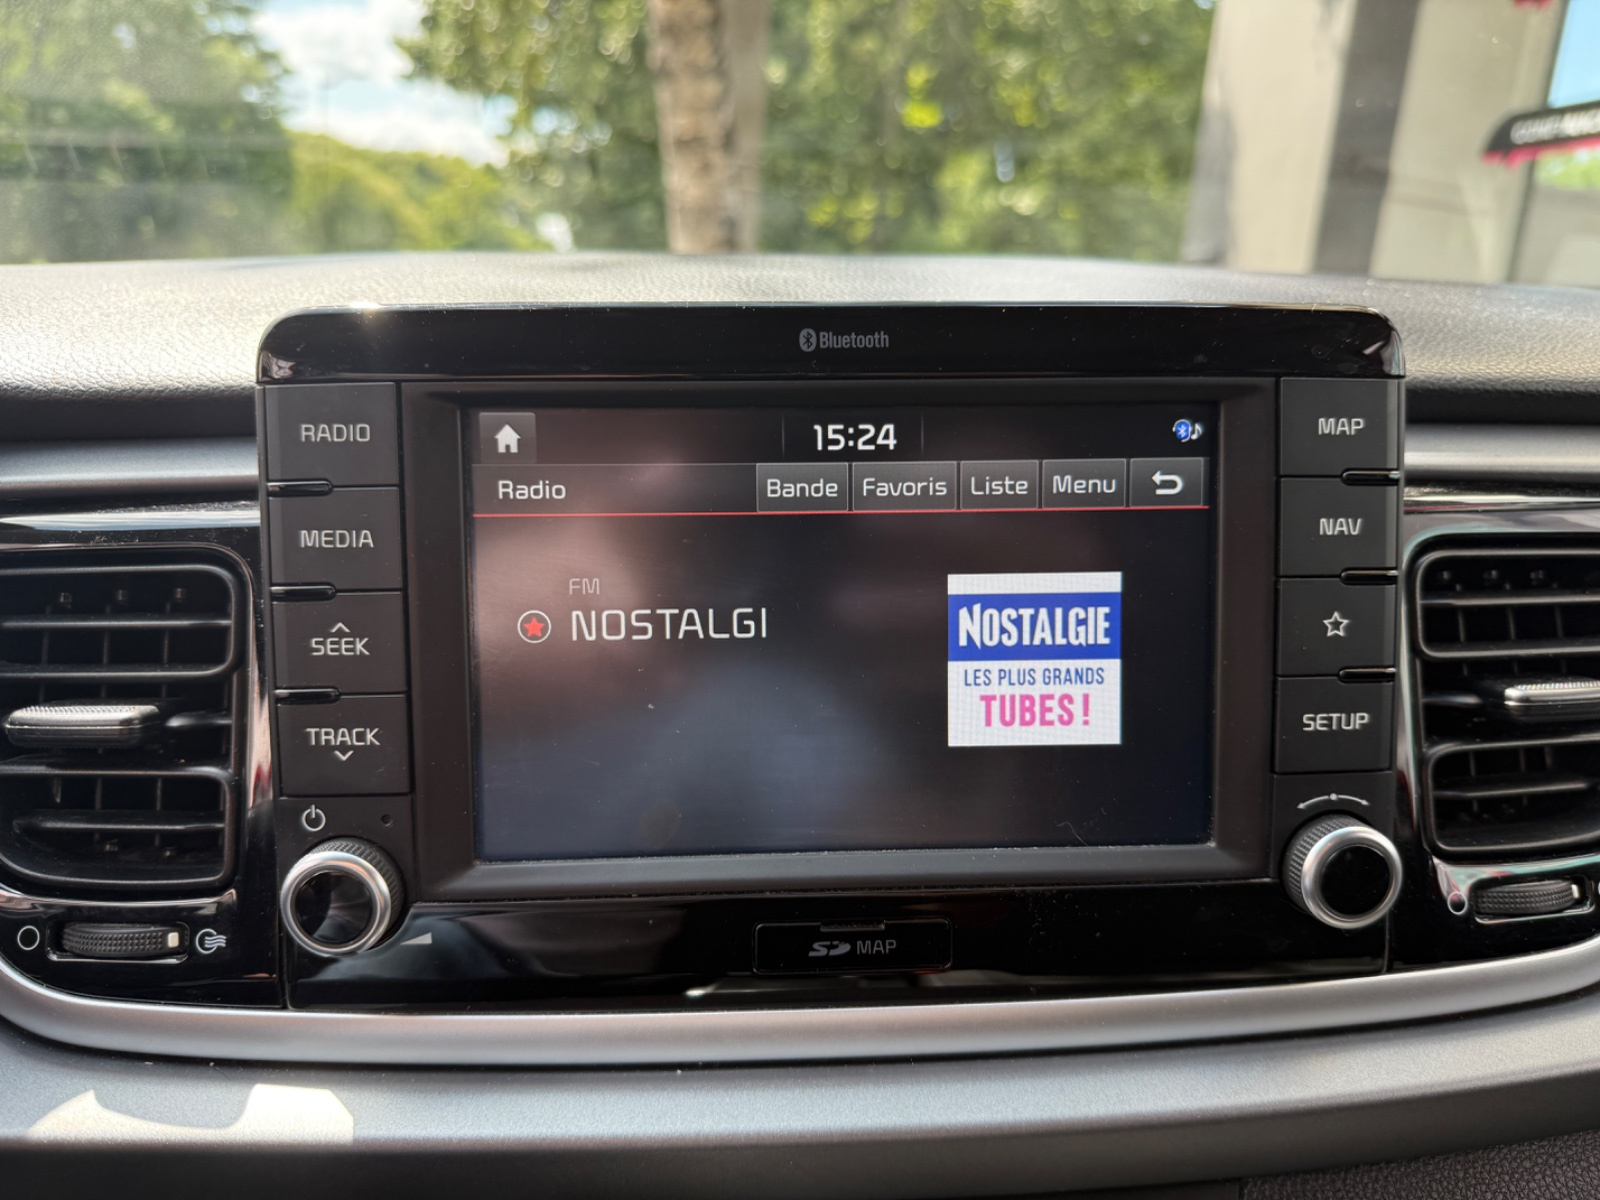 Bluetooth
RADIO
MEDIA
SEEK
TRACK
15:24
Radio
Bande
Favoris
Liste
Menu
FM
NOSTALGI
NOSTALGIE
LES PLUS GRANDS
TUBES !
MAP
NAV
SETUP
SD MAP